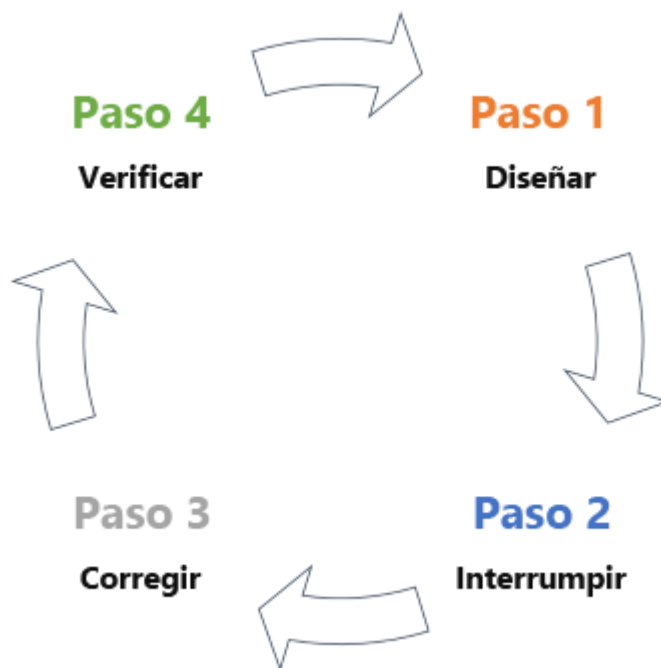 Paso 4
Verificar
Paso 1
Diseñar
Paso 3
Corregir
Paso 2
Interrumpir